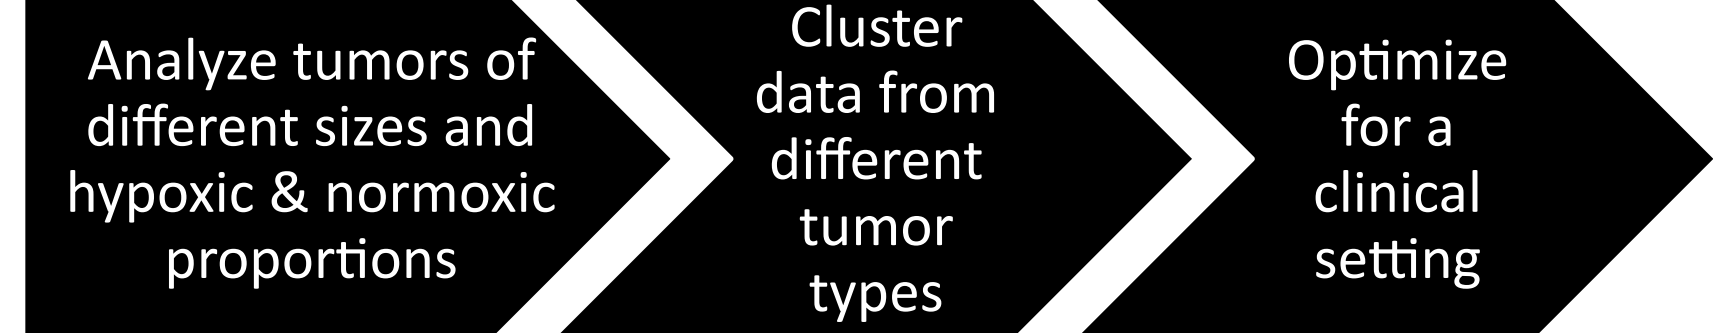 Analyze tumors of
different sizes and
hypoxic & normoxic
proportions
Cluster
data from
different
tumor
types
Optimize
for a
clinical
setting